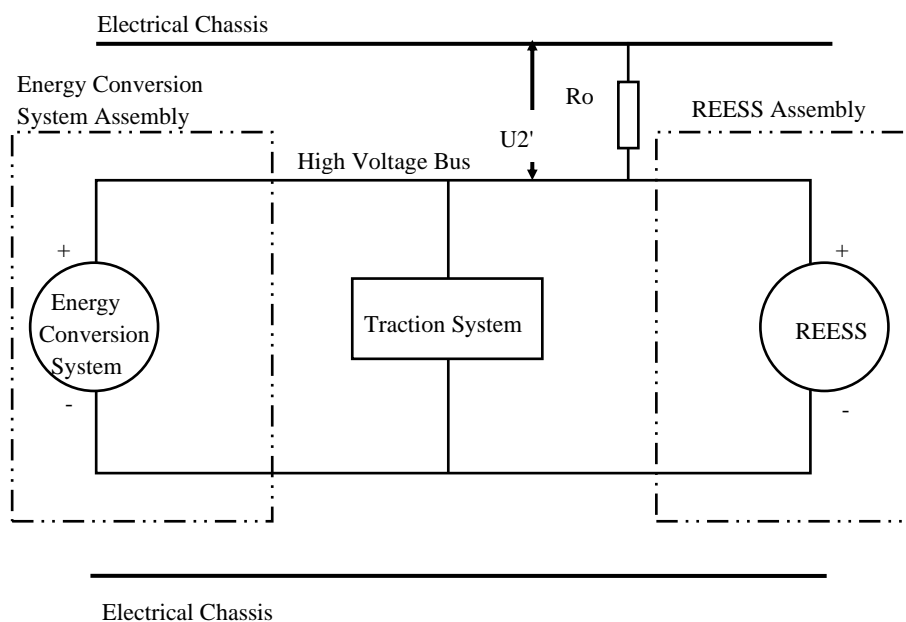 Electrical Chassis
Energy Conversion
System Assembly
Ro
REESS Assembly
U2'
High Voltage Bus
+
+
Energy
Conversion
System
Traction System
REESS
-
-
Electrical Chassis